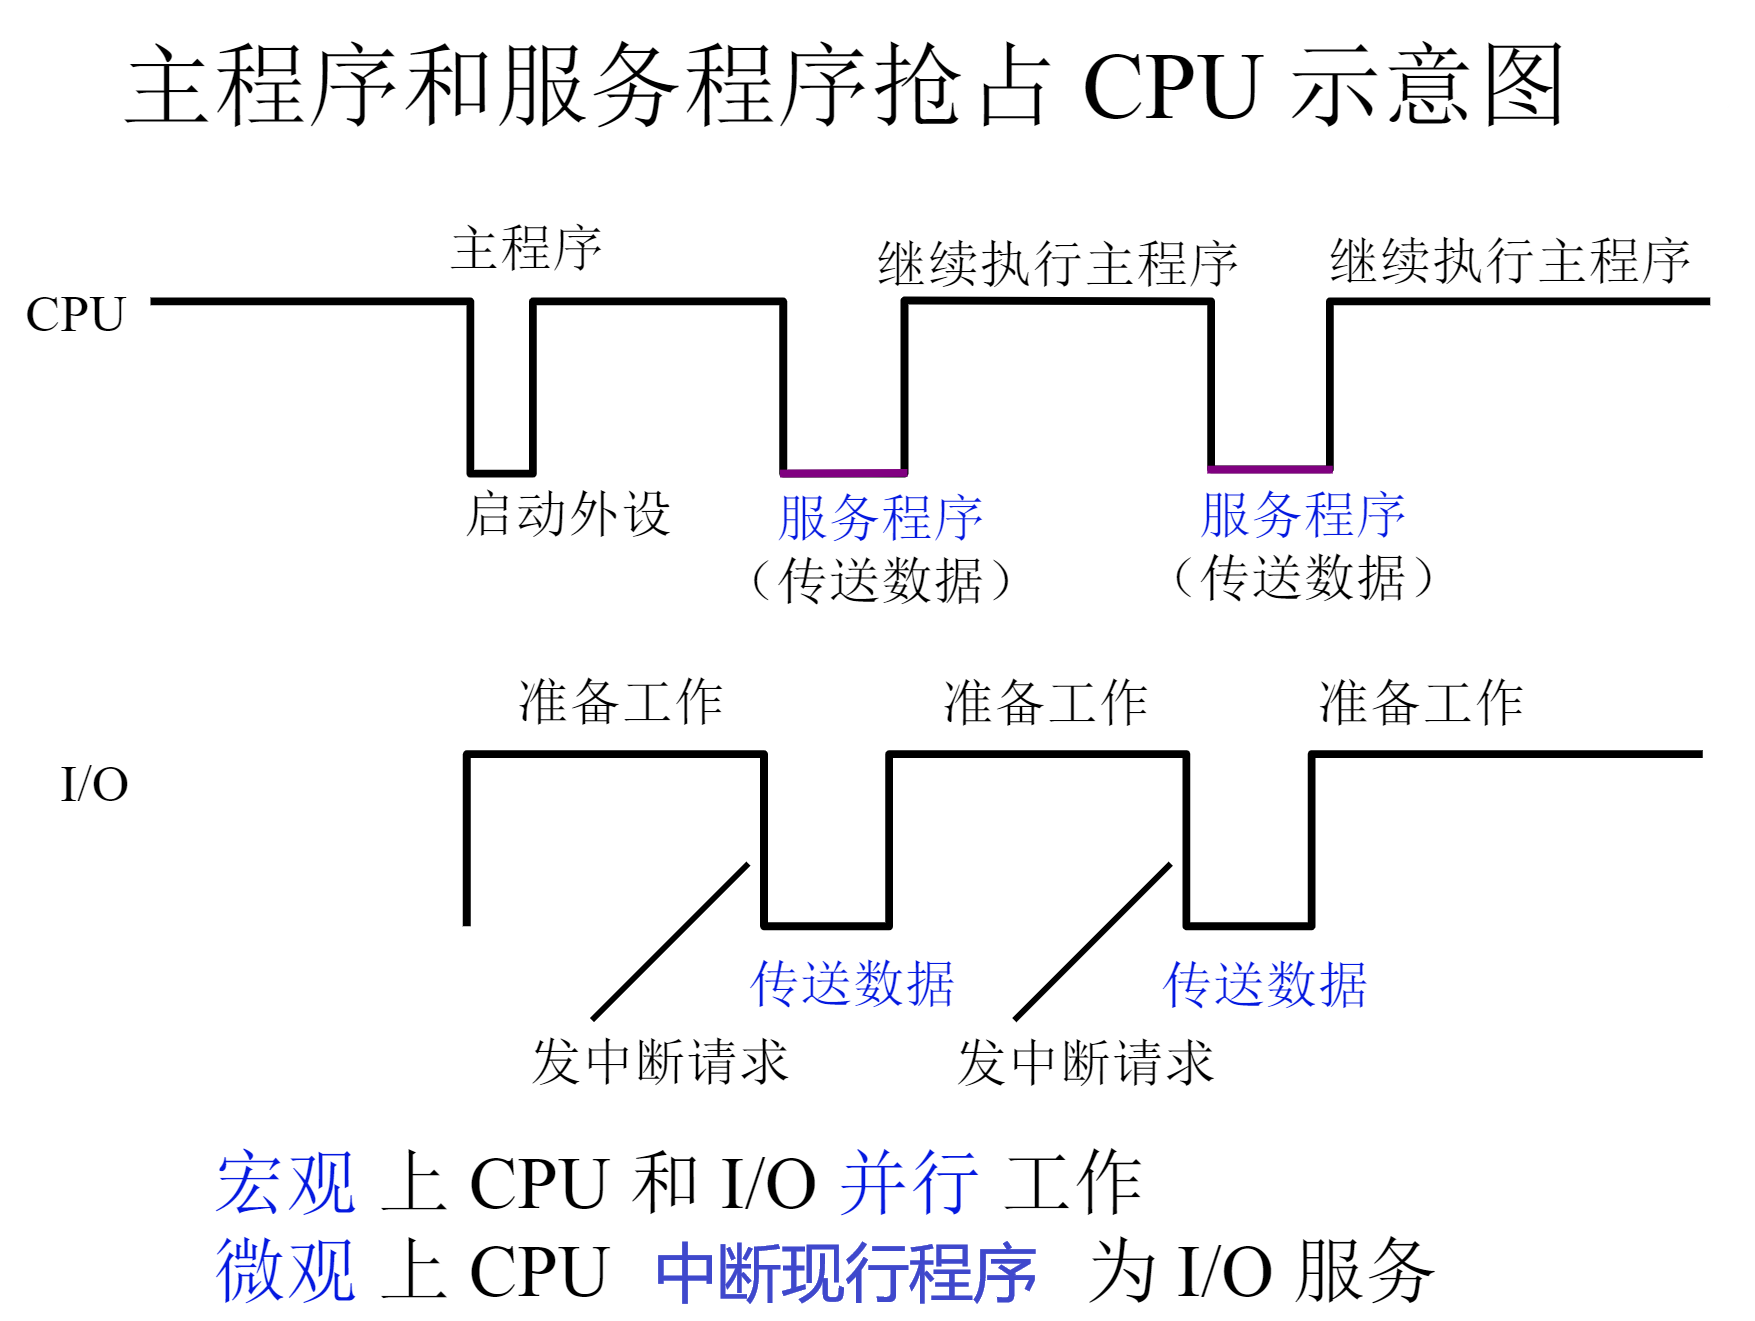 主程序和服务程序抢占 CPU 示意图
主程序
继续执行主程序
继续执行主程序
CPU
启动外设
服务程序
（传送数据）
服务程序
（传送数据）
准备工作
准备工作
准备工作
I/O
传送数据
传送数据
发中断请求
发中断请求
宏观 上 CPU 和 I/O 并行 工作
微观 上 CPU 中断现行程序 为 I/O 服务